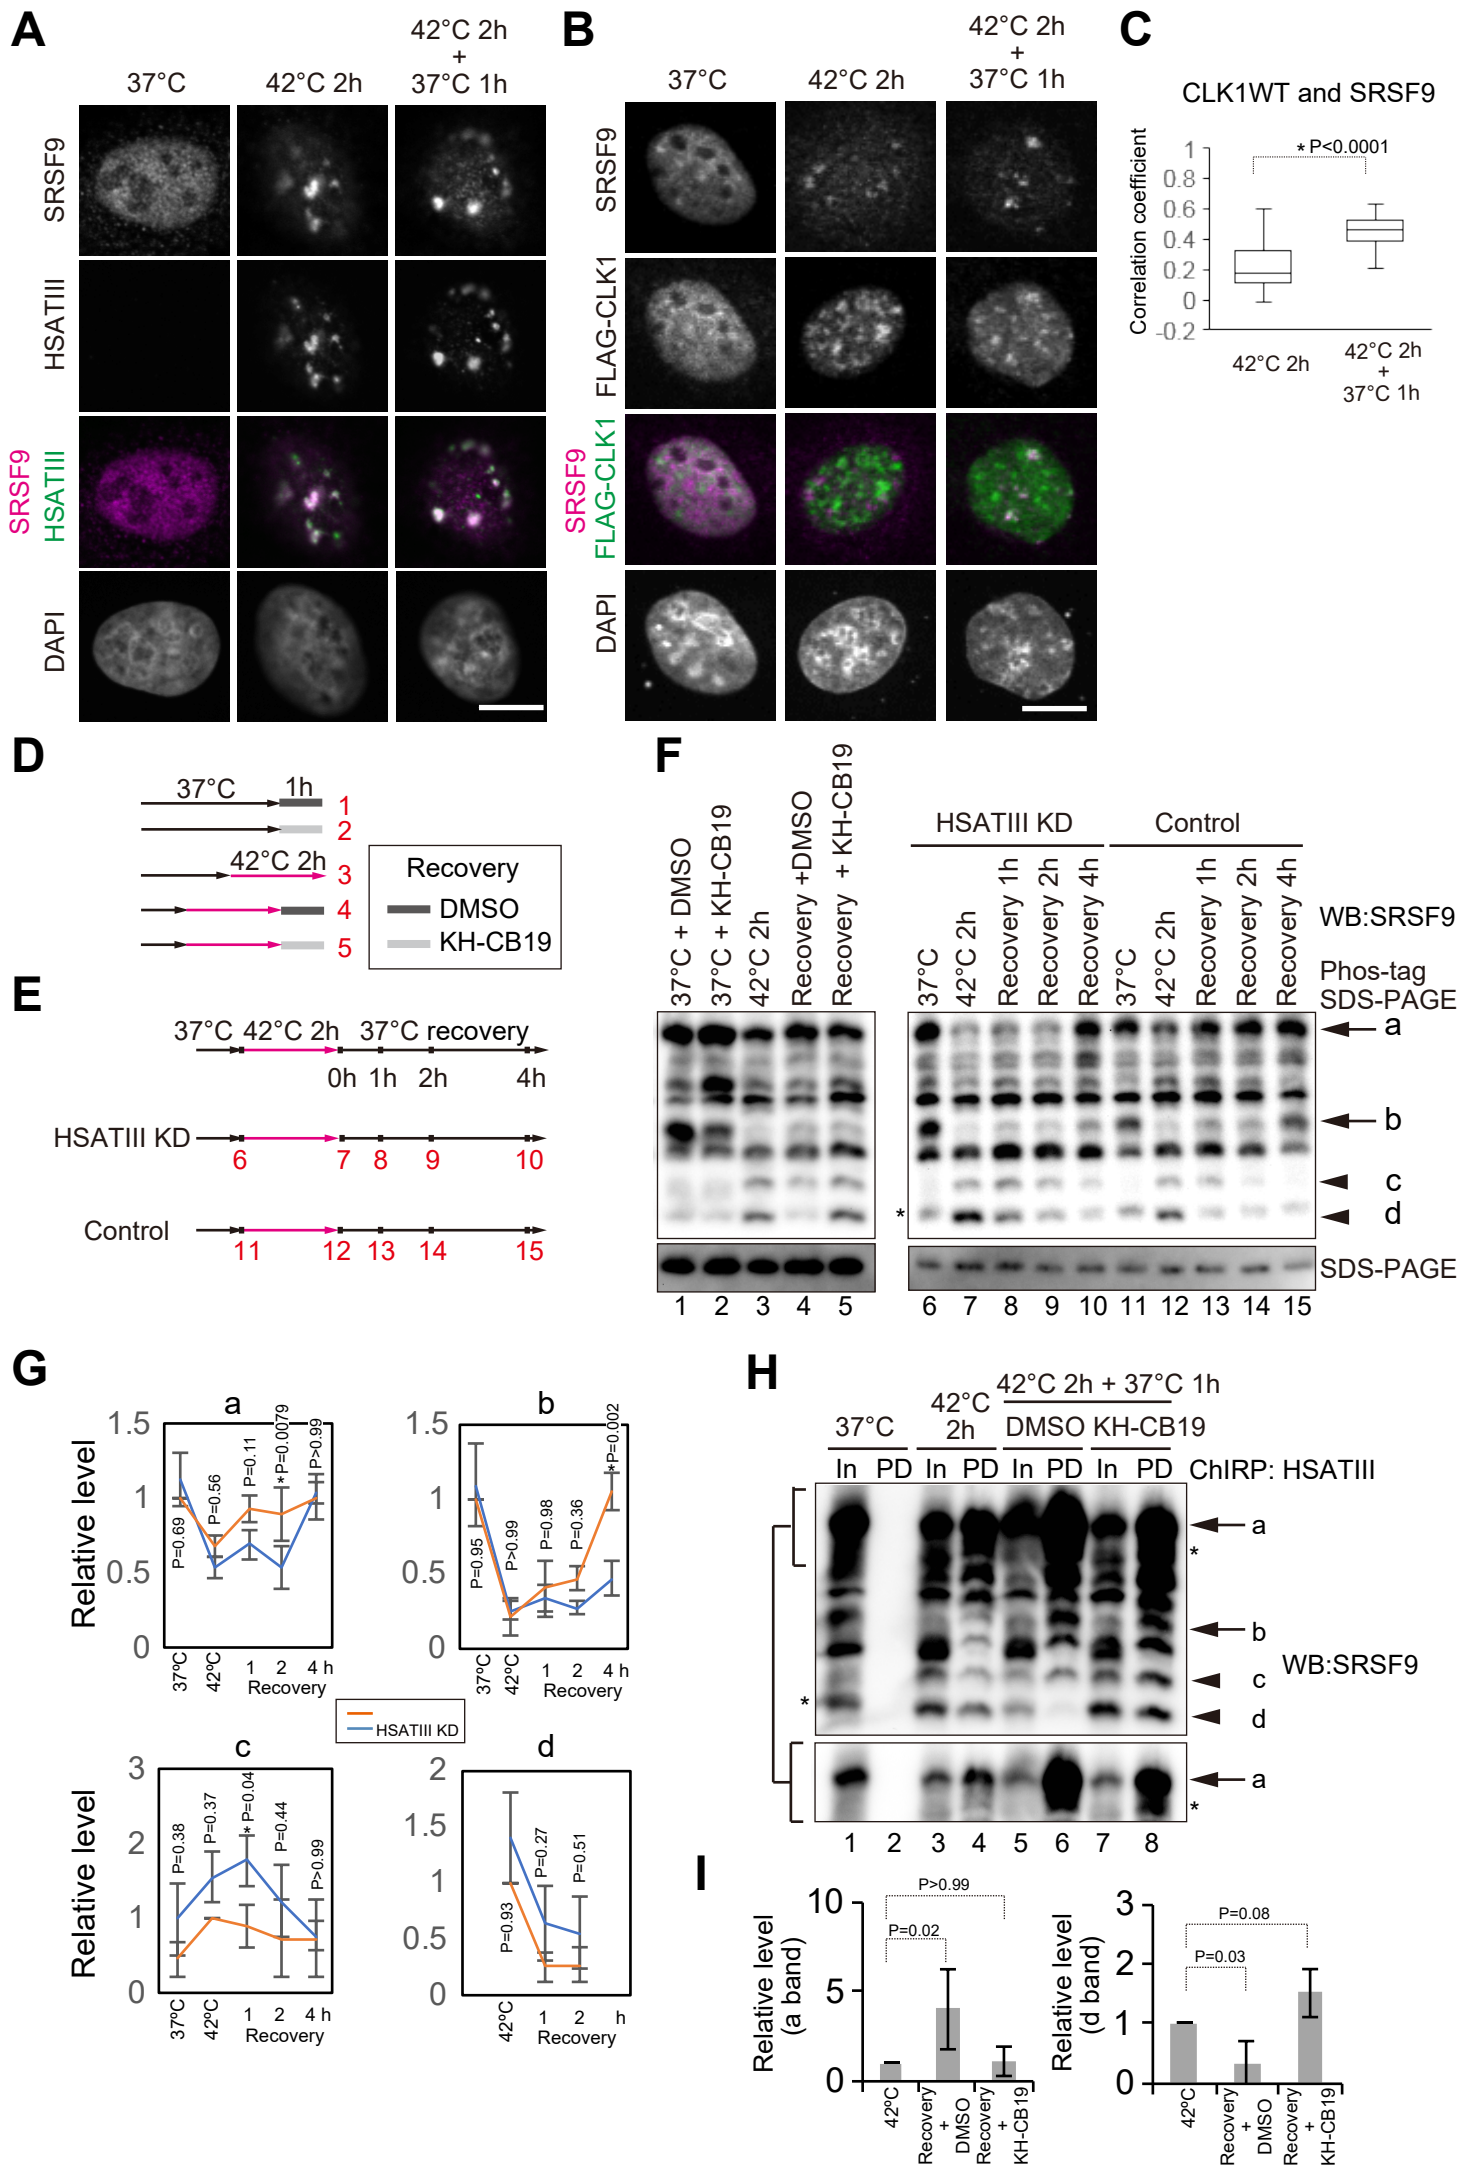 A
37°C
42°C 2h
42°C 2h
+
37°C 1h
SRSF9
HSATIII
SRSF9
HSATIII
DAPI
B
37°C
42°C 2h
42°C 2h
+
37°C 1h
SRSF9
FLAG-CLK1
SRSF9
FLAG-CLK1
DAPI
C
CLK1WT and SRSF9
Correlation coefficient
1
0.8
0.6
0.4
0.2
0
-0.2
* P<0.0001
42°C 2h
42°C 2h
+
37°C 1h
D
37°C
1h
1
2
42°C 2h
3
4
5
Recovery
DMSO
KH-CB19
E
37°C 42°C 2h 37°C recovery
0h 1h 2h 4h
HSATIII KD
6 7 8 9 10
Control
11 12 13 14 15
F
37°C + DMSO
37°C + KH-CB19
42°C 2h
Recovery +DMSO
Recovery + KH-CB19
HSATIII KD
Control
37°C
42°C 2h
Recovery 1h
Recovery 2h
Recovery 4h
37°C
42°C 2h
Recovery 1h
Recovery 2h
Recovery 4h
WB:SRSF9
Phos-tag
SDS-PAGE
a
b
c
d
*
SDS-PAGE
1 2 3 4 5
6 7 8 9 10 11 12 13 14 15
G
a
Relative level
1.5
1
0.5
0
P=0.69
P=0.56
P=0.11
* P=0.0079
P>0.99
37°C
42°C
1 2 4 h
Recovery
b
1.5
1
0.5
0
P=0.95
P>0.99
P=0.98
P=0.36
* P=0.002
37°C
42°C
1 2 4 h
Recovery
HSATIII KD
c
Relative level
3
2
1
0
P=0.38
P=0.37
* P=0.04
P=0.44
P>0.99
37°C
42°C
1 2 4 h
Recovery
d
2
1.5
1
0.5
0
P=0.93
P=0.27
P=0.51
42°C
1 2 h
Recovery
H
42°C 2h + 37°C 1h
37°C
42°C
2h
DMSO
KH-CB19
In PD In PD In PD In PD
ChIRP: HSATIII
a
*
b
WB:SRSF9
c
*
d
a
*
1 2 3 4 5 6 7 8
I
Relative level
(a band)
10
5
0
P>0.99
P=0.02
42°C
Recovery
+
DMSO
Recovery
+
KH-CB19
Relative level
(d band)
3
2
1
0
P=0.08
P=0.03
42°C
Recovery
+
DMSO
Recovery
+
KH-CB19